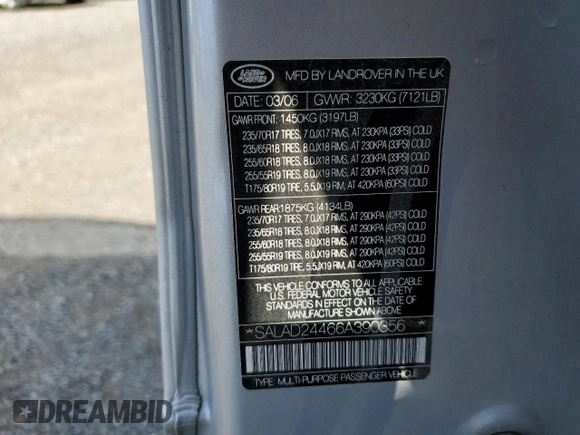 LAND ROVER
MFD BY LANDROVER IN THE UK
DATE: 03/06 GVWR: 3230KG (7121LB)
GAWR FRONT: 1450KG (3197LB)
235/70R17 TIRES, 7.0JX17 RIMS, AT 230KPA (33PSI) COLD
235/65R18 TIRES, 8.0JX18 RIMS, AT 230KPA (33PSI) COLD
255/60R18 TIRES, 8.0JX18 RIMS, AT 230KPA (33PSI) COLD
255/55R19 TIRES, 8.0JX19 RIMS, AT 230KPA (33PSI) COLD
T175/80R19 TIRE, 5.5JX19 RIM, AT 420KPA (60PSI) COLD
GAWR REAR: 1875KG (4134LB)
235/70R17 TIRES, 7.0JX17 RIMS, AT 290KPA (42PSI) COLD
235/65R18 TIRES, 8.0JX18 RIMS, AT 290KPA (42PSI) COLD
255/60R18 TIRES, 8.0JX18 RIMS, AT 290KPA (42PSI) COLD
255/55R19 TIRES, 8.0JX19 RIMS, AT 290KPA (42PSI) COLD
T175/80R19 TIRE, 5.5JX19 RIM, AT 420KPA (60PSI) COLD
THIS VEHICLE CONFORMS TO ALL APPLICABLE
U.S. FEDERAL MOTOR VEHICLE SAFETY
STANDARDS IN EFFECT ON THE DATE OF
MANUFACTURE SHOWN ABOVE
*SALAD24466A390356*
TYPE: MULTI-PURPOSE PASSENGER VEHICLE
DREAMBID